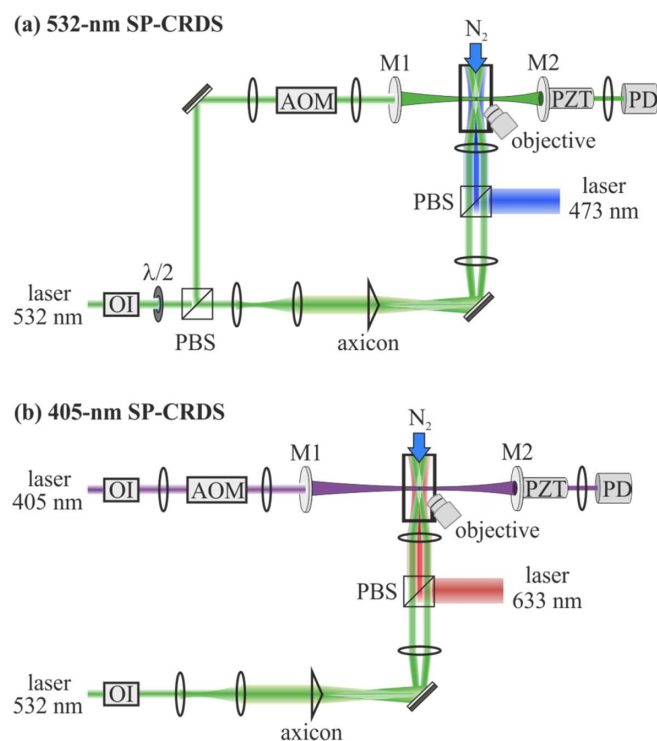 (a) 532-nm SP-CRDS
N₂
M1
M2
AOM
PZT
PD
objective
PBS
laser
473 nm
λ/2
laser
532 nm
OI
PBS
axicon
(b) 405-nm SP-CRDS
N₂
M1
M2
laser
405 nm
OI
AOM
PZT
PD
objective
PBS
laser
633 nm
laser
532 nm
OI
axicon